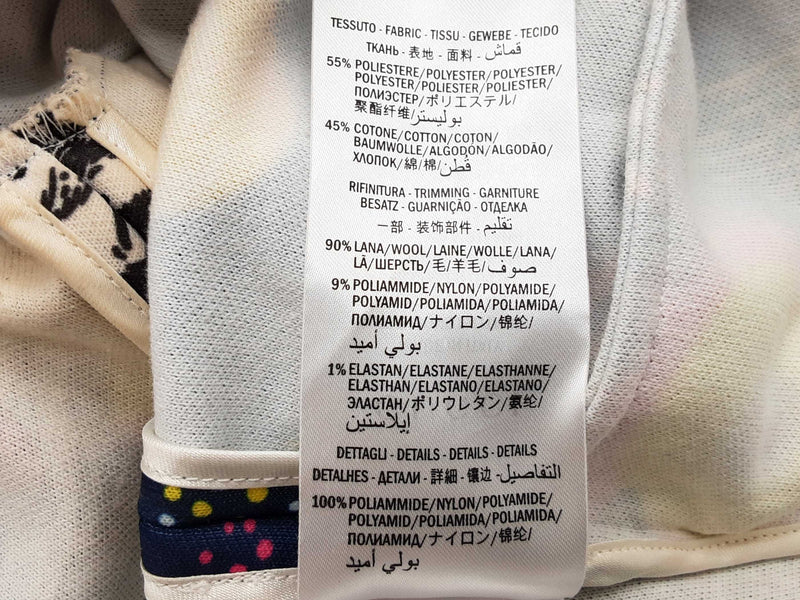 TESSUTO - FABRIC - TISSU - GEWEBE - TECIDO
ТКАНЬ - 表地 - 面料 - قماش
55% POLIESTERE/POLYESTER/POLYESTER/
POLYESTER/POLIESTER/POLIESTER/
ПОЛИЭСТЕР/ポリエステル/
聚酯纤维/بوليستر
45% COTONE/COTTON/COTON/
BAUMWOLLE/ALGODÓN/ALGODÃO/
ХЛОПОК/綿/棉/قطن
RIFINITURA - TRIMMING - GARNITURE
BESATZ - GUARNIÇÃO - ОТДЕЛКА
一部 - 装饰部件 - تقليم
90% LANA/WOOL/LAINE/WOLLE/LANA/
LÃ/ШЕРСТЬ/毛/羊毛/صوف
9% POLIAMMIDE/NYLON/POLYAMIDE/
POLYAMID/POLIAMIDA/POLIAMIDA/
ПОЛИАМИД/ナイロン/锦纶/
بولي أميد
1% ELASTAN/ELASTANE/ELASTHANNE/
ELASTHAN/ELASTANO/ELASTANO/
ЭЛАСТАН/ポリウレタン/氨纶/
إيلاستين
DETTAGLI - DETAILS - DETAILS - DETAILS
DETALHES - ДЕТАЛИ - 詳細 - 镶边 - التفاصيل
100% POLIAMMIDE/NYLON/POLYAMIDE/
POLYAMID/POLIAMIDA/POLIAMIDA/
ПОЛИАМИД/ナイロン/锦纶/
بولي أميد